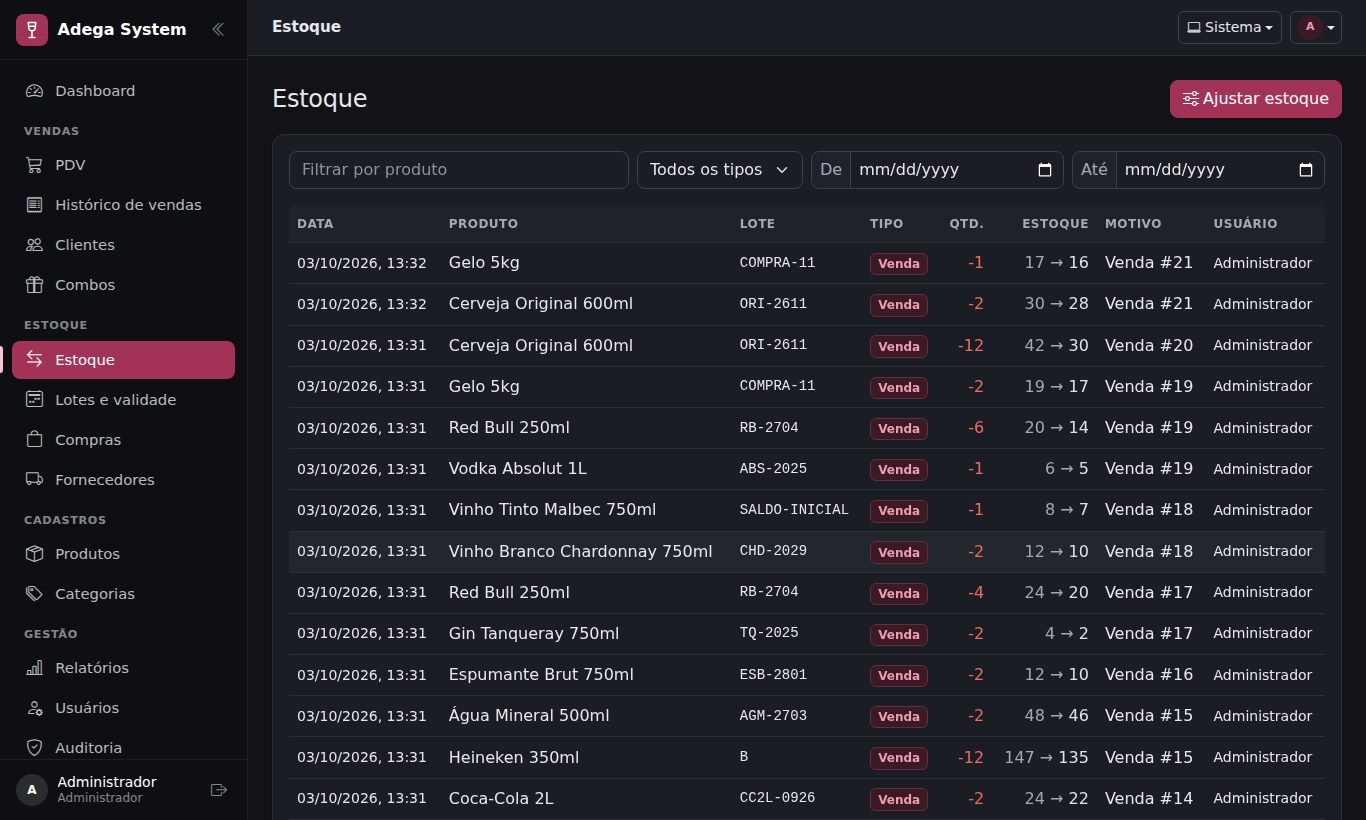 Adega System
Dashboard
VENDAS
PDV
Histórico de vendas
Clientes
Combos
ESTOQUE
Estoque
Lotes e validade
Compras
Fornecedores
CADASTROS
Produtos
Categorias
GESTÃO
Relatórios
Usuários
Auditoria
A Administrador
Administrador
Estoque
Sistema
A
Estoque
Ajustar estoque
Filtrar por produto Todos os tipos De mm/dd/yyyy Até mm/dd/yyyy
DATA PRODUTO LOTE TIPO QTD. ESTOQUE MOTIVO USUÁRIO
03/10/2026, 13:32 Gelo 5kg COMPRA-11 Venda -1 17 → 16 Venda #21 Administrador
03/10/2026, 13:32 Cerveja Original 600ml ORI-2611 Venda -2 30 → 28 Venda #21 Administrador
03/10/2026, 13:31 Cerveja Original 600ml ORI-2611 Venda -12 42 → 30 Venda #20 Administrador
03/10/2026, 13:31 Gelo 5kg COMPRA-11 Venda -2 19 → 17 Venda #19 Administrador
03/10/2026, 13:31 Red Bull 250ml RB-2704 Venda -6 20 → 14 Venda #19 Administrador
03/10/2026, 13:31 Vodka Absolut 1L ABS-2025 Venda -1 6 → 5 Venda #19 Administrador
03/10/2026, 13:31 Vinho Tinto Malbec 750ml SALDO-INICIAL Venda -1 8 → 7 Venda #18 Administrador
03/10/2026, 13:31 Vinho Branco Chardonnay 750ml CHD-2029 Venda -2 12 → 10 Venda #18 Administrador
03/10/2026, 13:31 Red Bull 250ml RB-2704 Venda -4 24 → 20 Venda #17 Administrador
03/10/2026, 13:31 Gin Tanqueray 750ml TQ-2025 Venda -2 4 → 2 Venda #17 Administrador
03/10/2026, 13:31 Espumante Brut 750ml ESB-2801 Venda -2 12 → 10 Venda #16 Administrador
03/10/2026, 13:31 Água Mineral 500ml AGM-2703 Venda -2 48 → 46 Venda #15 Administrador
03/10/2026, 13:31 Heineken 350ml B Venda -12 147 → 135 Venda #15 Administrador
03/10/2026, 13:31 Coca-Cola 2L CC2L-0926 Venda -2 24 → 22 Venda #14 Administrador